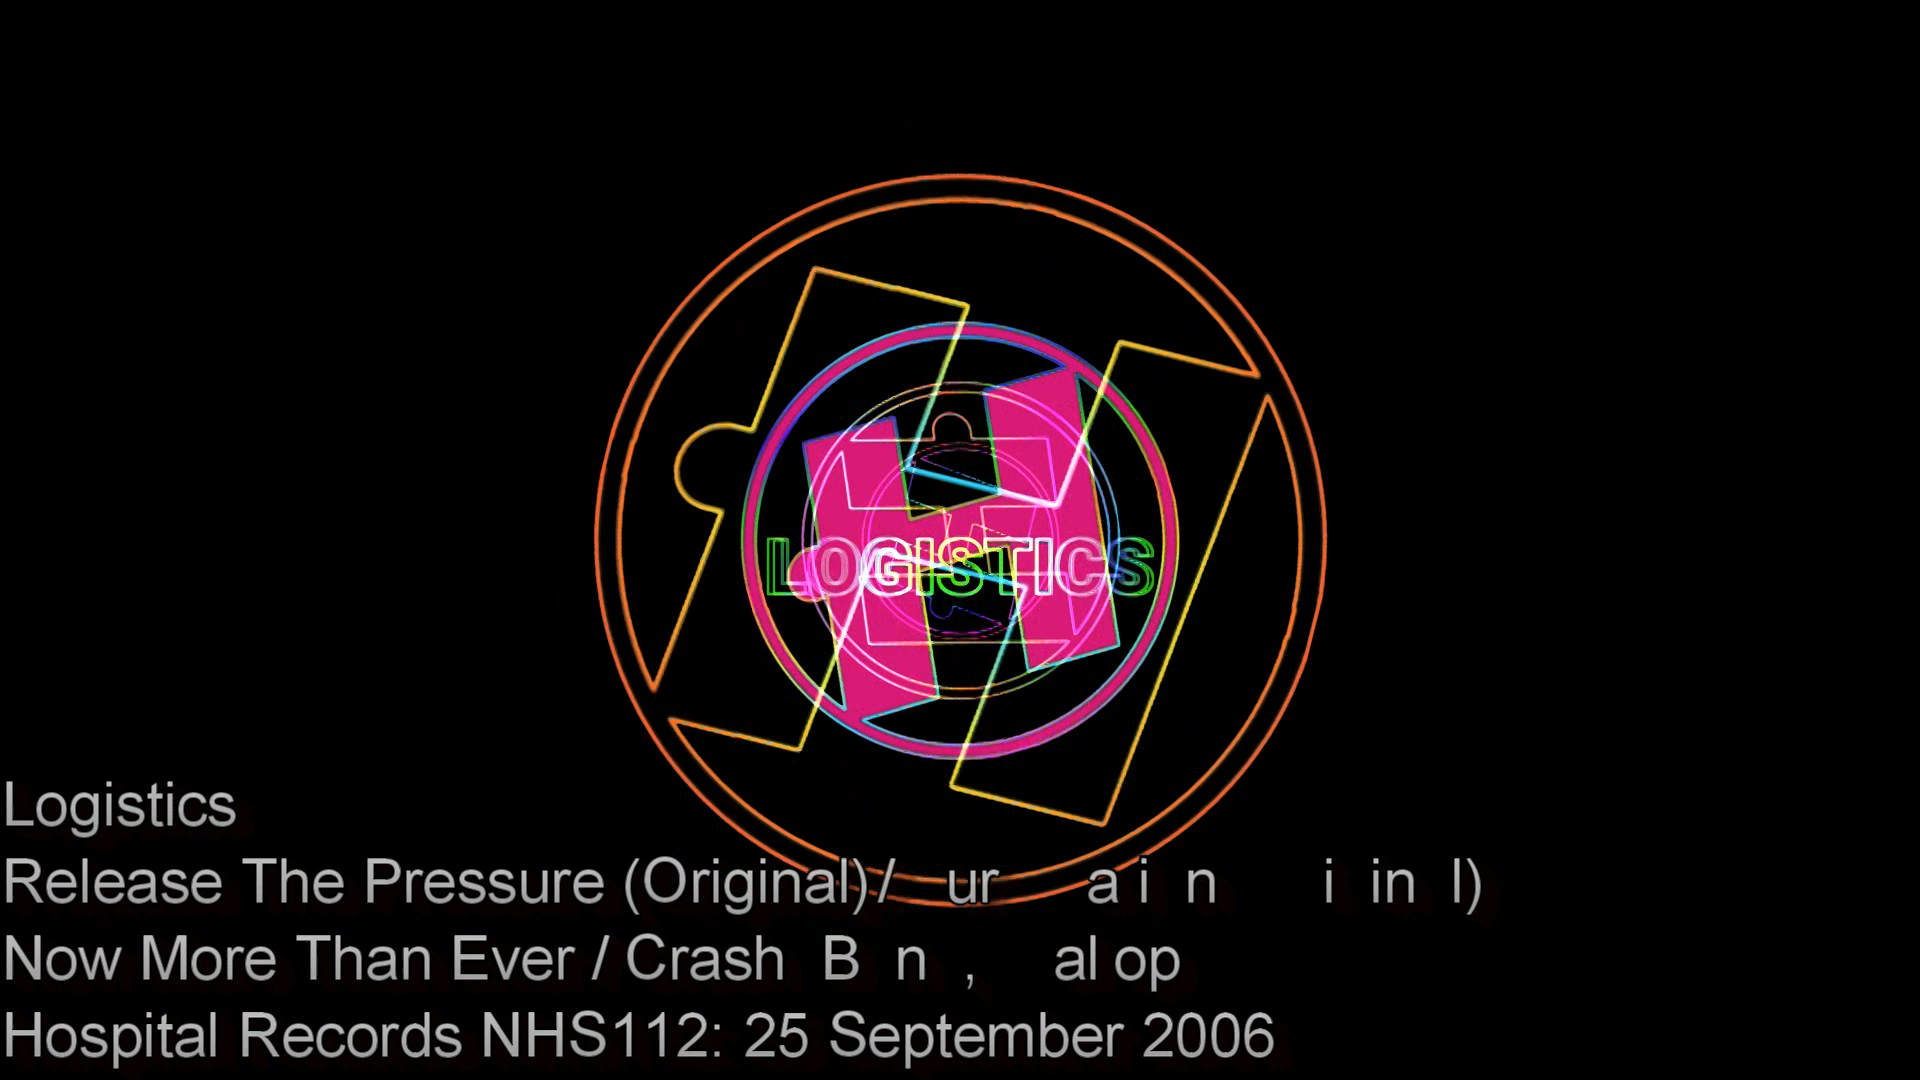 LOGISTICS
Logistics
Release The Pressure (Original)/
Now More Than Ever / Crash
Hospital Records NHS112: 25 September 2006